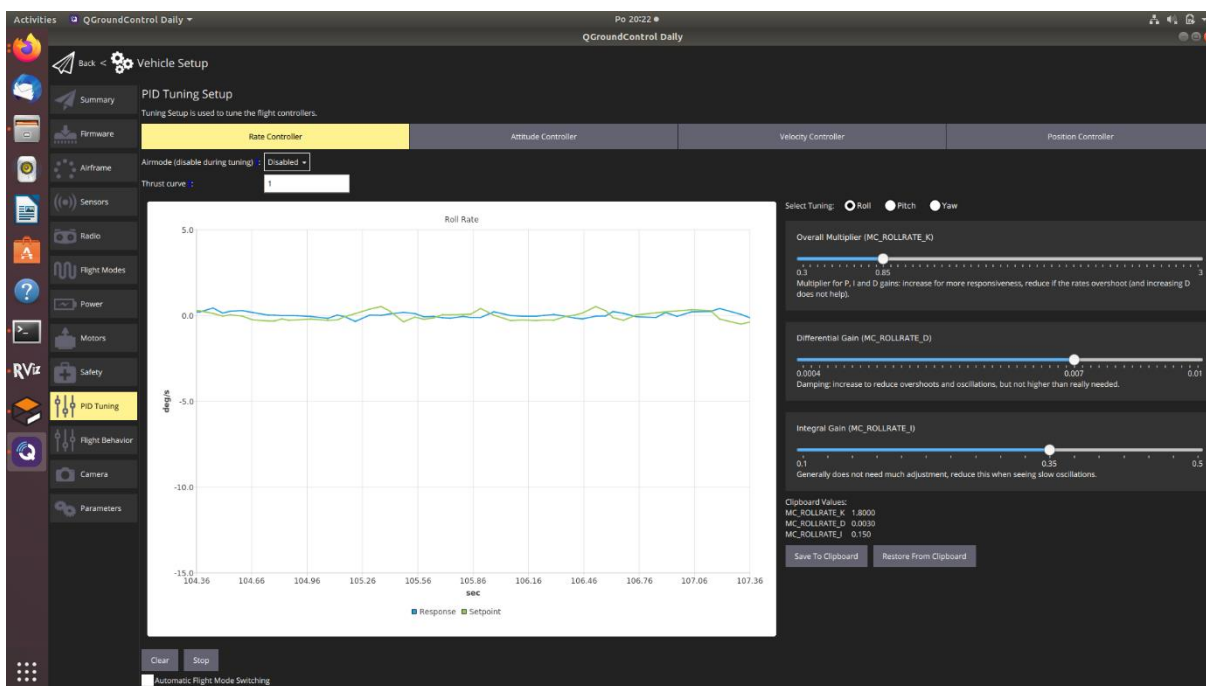 Activities QGroundControl Daily Po 20:22
QGroundControl Daily
Back < Vehicle Setup
Summary
Firmware
Airframe
Sensors
Radio
Flight Modes
Power
Motors
Safety
PID Tuning
Flight Behavior
Camera
Parameters
RViz
PID Tuning Setup
Tuning Setup is used to tune the flight controllers.
Rate Controller Attitude Controller Velocity Controller Position Controller
Airmode (disable during tuning) : Disabled
Thrust curve : 1
Roll Rate
5.0
0.0
-5.0
-10.0
-15.0
deg/s
104.36 104.66 104.96 105.26 105.56 105.86 106.16 106.46 106.76 107.06 107.36
sec
Response Setpoint
Clear Stop
Automatic Flight Mode Switching
Select Tuning: Roll Pitch Yaw
Overall Multiplier (MC_ROLLRATE_K)
0.3 0.85 3
Multiplier for P, I and D gains: increase for more responsiveness, reduce if the rates overshoot (and increasing D
does not help).
Differential Gain (MC_ROLLRATE_D)
0.0004 0.007 0.01
Damping: increase to reduce overshoots and oscillations, but not higher than really needed.
Integral Gain (MC_ROLLRATE_I)
0.1 0.35 0.5
Generally does not need much adjustment, reduce this when seeing slow oscillations.
Clipboard Values:
MC_ROLLRATE_K 1.8000
MC_ROLLRATE_D 0.0030
MC_ROLLRATE_I 0.150
Save To Clipboard Restore From Clipboard